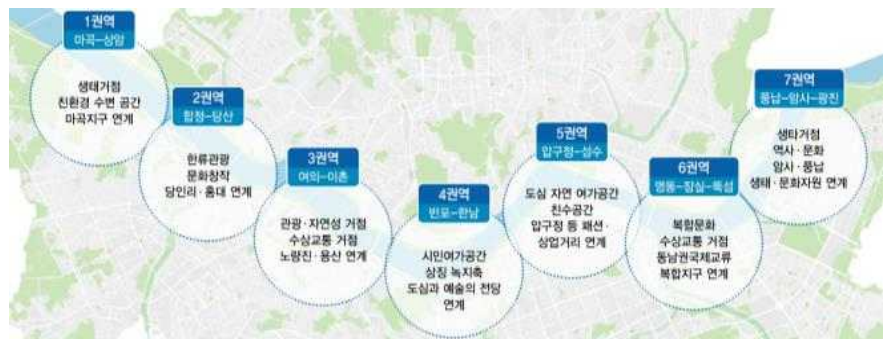 1권역
마곡-상암
생태거점
친환경 수변 공간
마곡지구 연계
2권역
합정-당산
한류관광
문화창작
당인리·홍대 연계
3권역
여의-이촌
관광·자연성 거점
수상교통 거점
노량진·용산 연계
4권역
반포-한남
시민여가공간
상징 녹지축
도심과 예술의 전당
연계
5권역
압구정-성수
도심 자연 여가공간
친수공간
압구정 등 패션·
상업거리 연계
6권역
영동-잠실-뚝섬
복합문화
수상교통 거점
동남권국제교류
복합지구 연계
7권역
풍납-암사-광진
생타거점
역사·문화
암사·풍납
생태·문화자원 연계